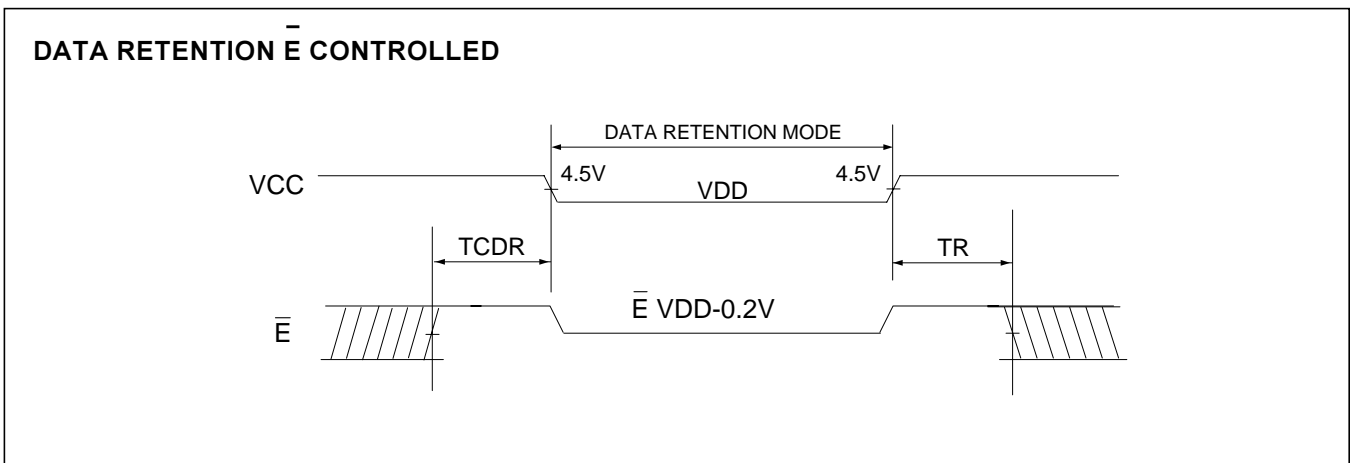 DATA RETENTION E̅ CONTROLLED
DATA RETENTION MODE
4.5V 4.5V
VCC VDD
TCDR TR
E̅ VDD-0.2V
E̅